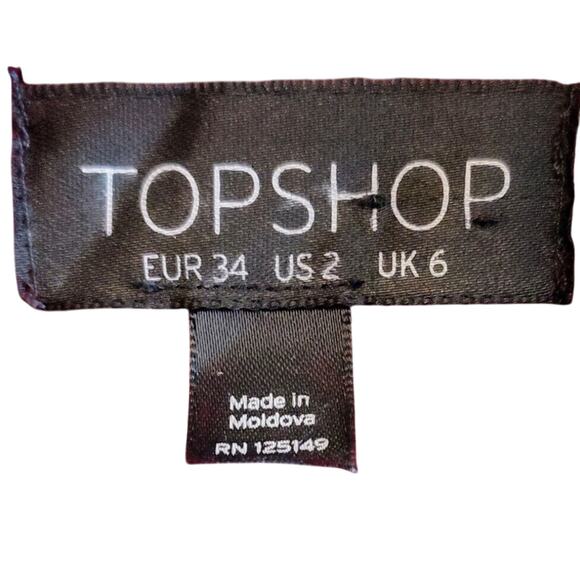 TOPSHOP
EUR 34 US 2 UK 6
Made in
Moldova
RN 125149